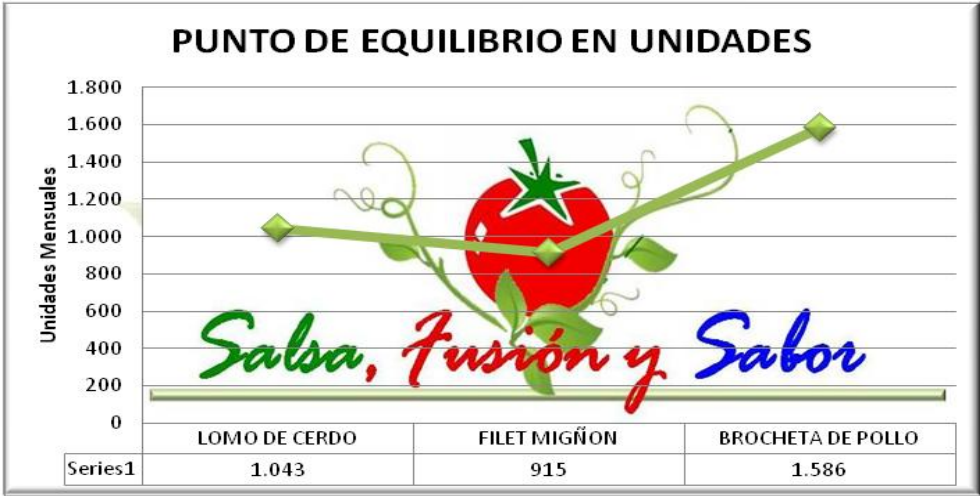 PUNTO DE EQUILIBRIO EN UNIDADES
Unidades Mensuales
1.800
1.600
1.400
1.200
1.000
800
600
400
200
0
Salsa, Fusión y Sabor
LOMO DE CERDO FILET MIGÑON BROCHETA DE POLLO
Series1 1.043 915 1.586